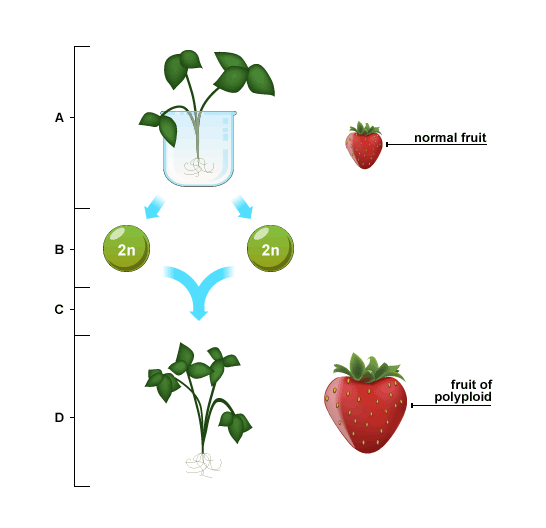 A
normal fruit
B
2n
2n
C
D
fruit of
polyploid